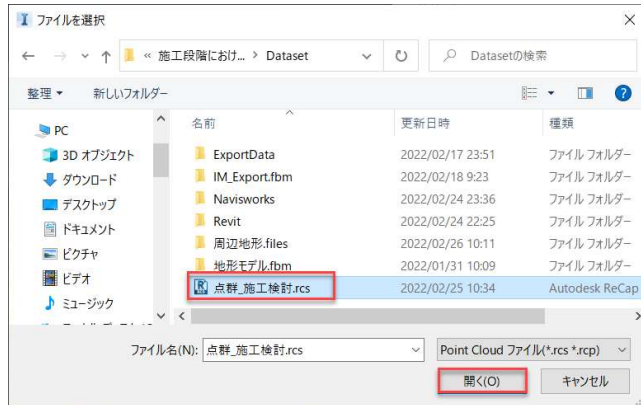 ファイルを選択
« 施工段階におけ... > Dataset
Datasetの検索
整理 新しいフォルダー
名前 更新日時 種類
PC
3D オブジェクト
ダウンロード
デスクトップ
ドキュメント
ピクチャ
ビデオ
ミュージック
ExportData 2022/02/17 23:51 ファイル フォルダー
IM_Export.fbm 2022/02/18 9:23 ファイル フォルダー
Navisworks 2022/02/24 23:36 ファイル フォルダー
Revit 2022/02/24 22:25 ファイル フォルダー
周辺地形.files 2022/02/26 10:11 ファイル フォルダー
地形モデル.fbm 2022/01/31 10:09 ファイル フォルダー
点群_施工検討.rcs 2022/02/25 10:34 Autodesk ReCap
ファイル名(N): 点群_施工検討.rcs Point Cloud ファイル(*.rcs *.rcp)
開く(O) キャンセル